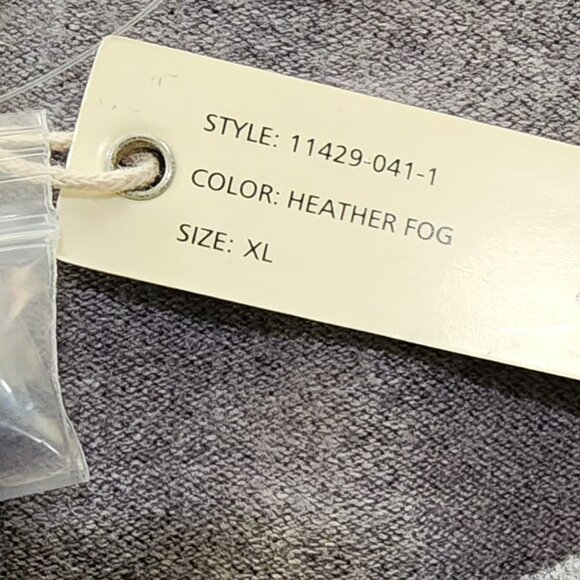 STYLE: 11429-041-1
COLOR: HEATHER FOG
SIZE: XL